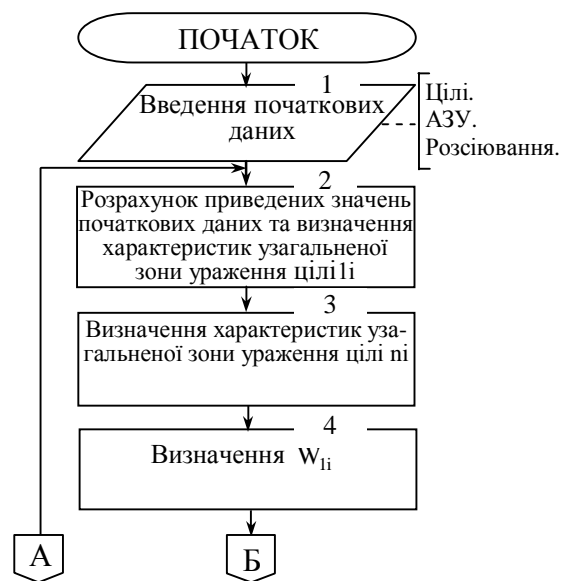 ПОЧАТОК
1
Введення початкових
даних
Цілі.
АЗУ.
Розсіювання.
2
Розрахунок приведених значень
початкових даних та визначення
характеристик узагальненої
зони ураження цілі1i
3
Визначення характеристик уза-
гальненої зони ураження цілі ni
4
Визначення W1i
А
Б